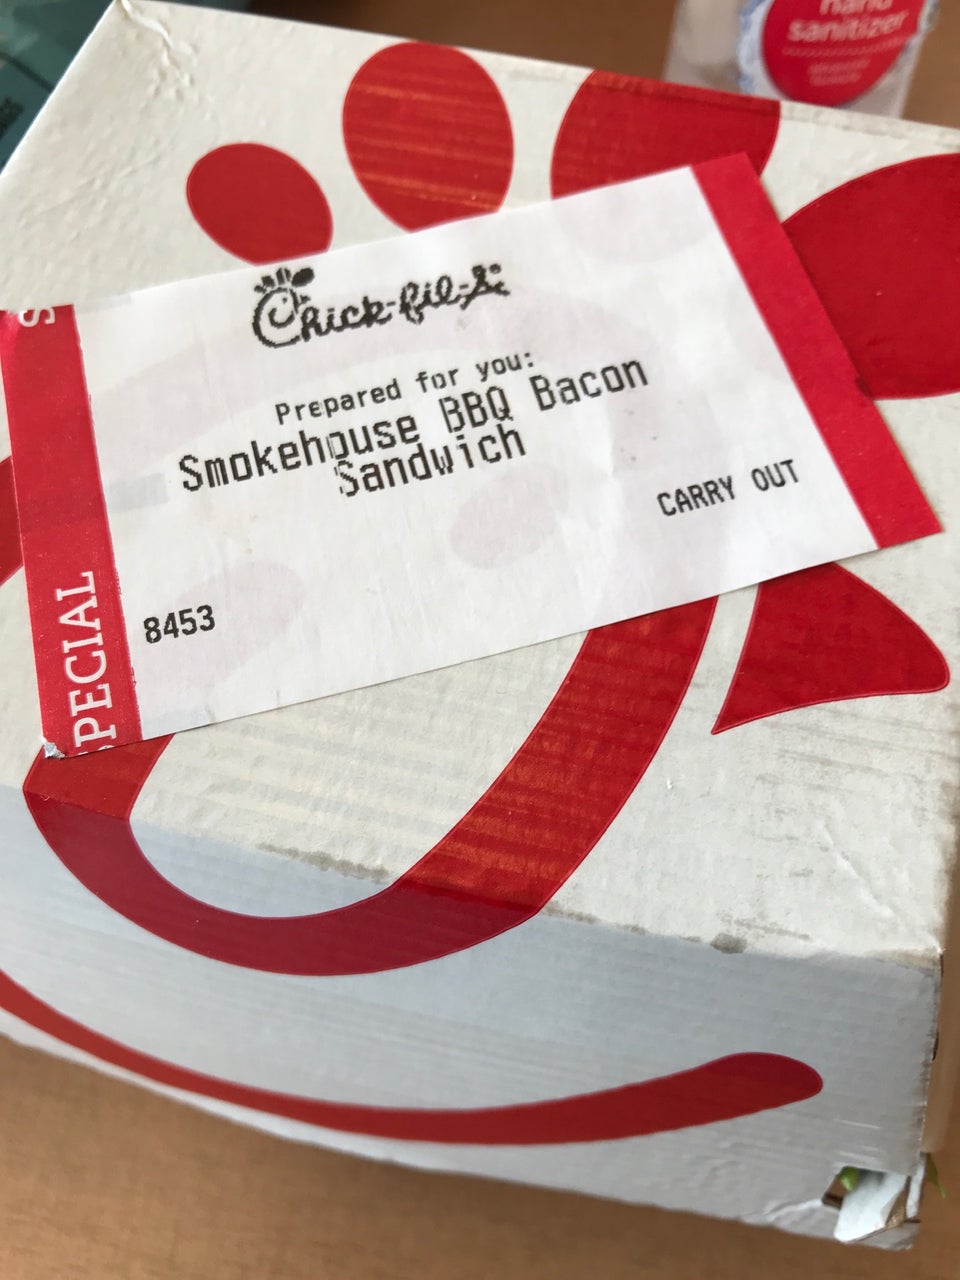 hand
sanitizer
Chick-fil-A
Prepared for you:
Smokehouse BBQ Bacon
Sandwich
CARRY OUT
8453
SPECIAL
S